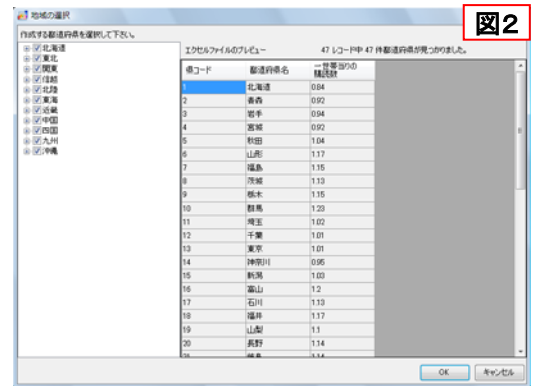 地域の選択
図2
作成する都道府県を選択して下さい。
北海道
東北
関東
信越
北陸
東海
近畿
中国
四国
九州
沖縄
エクセルファイルのプレビュー 47 レコード中 47 件都道府県が見つかりました。
県コード 都道府県名 一世帯当りの購読数
1 北海道 0.84
2 青森 0.92
3 岩手 0.94
4 宮城 0.92
5 秋田 1.04
6 山形 1.17
7 福島 1.15
8 茨城 1.13
9 栃木 1.15
10 群馬 1.23
11 埼玉 1.02
12 千葉 1.01
13 東京 1.01
14 神奈川 0.95
15 新潟 1.03
16 富山 1.2
17 石川 1.13
18 福井 1.17
19 山梨 1.1
20 長野 1.14
OK キャンセル